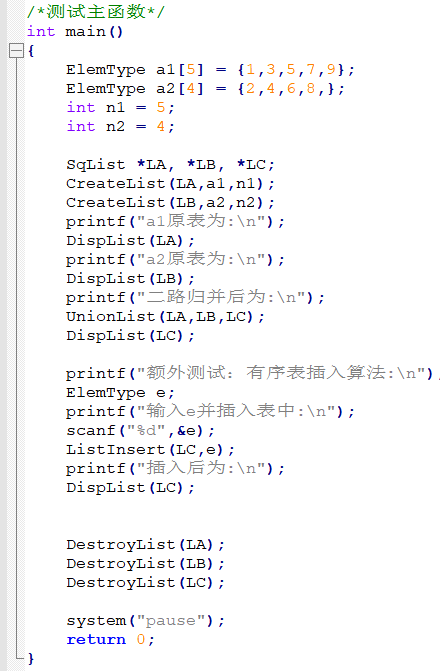 /*测试主函数*/
int main()
{
ElemType a1[5] = {1,3,5,7,9};
ElemType a2[4] = {2,4,6,8,};
int n1 = 5;
int n2 = 4;
SqList *LA, *LB, *LC;
CreateList(LA,a1,n1);
CreateList(LB,a2,n2);
printf("a1原表为:\n");
DispList(LA);
printf("a2原表为:\n");
DispList(LB);
printf("二路归并后为:\n");
UnionList(LA,LB,LC);
DispList(LC);
printf("额外测试：有序表插入算法:\n")
ElemType e;
printf("输入e并插入表中:\n");
scanf("%d",&e);
ListInsert(LC,e);
printf("插入后为:\n");
DispList(LC);
DestroyList(LA);
DestroyList(LB);
DestroyList(LC);
system("pause");
return 0;
}